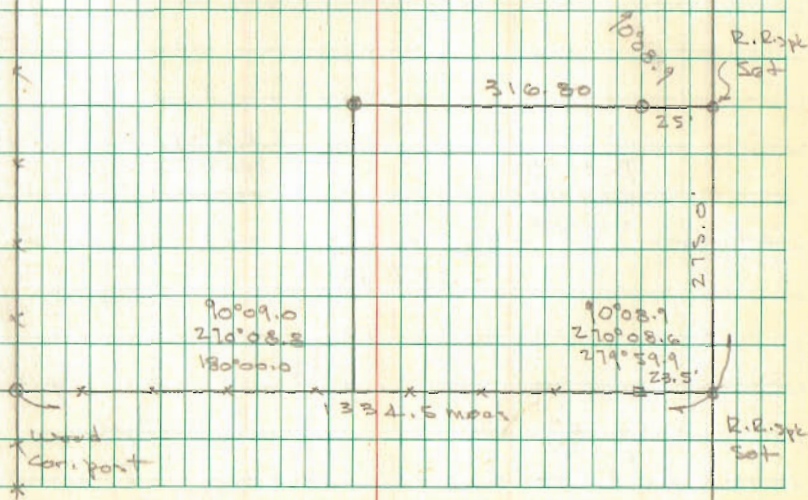 90°08.9
R.R.spk
Set
316.80
25'
275.0'
90°09.0
270°08.8
180°00.0
90°08.9
270°08.6
279°59.9
23.5'
1334.5 meas
wood
Cor. post
R.R.spk
Set